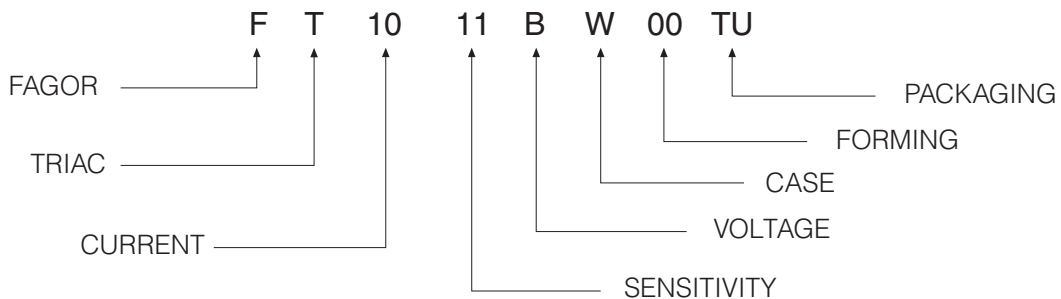 F T 10 11 B W 00 TU
FAGOR
PACKAGING
FORMING
TRIAC
CASE
VOLTAGE
CURRENT
SENSITIVITY